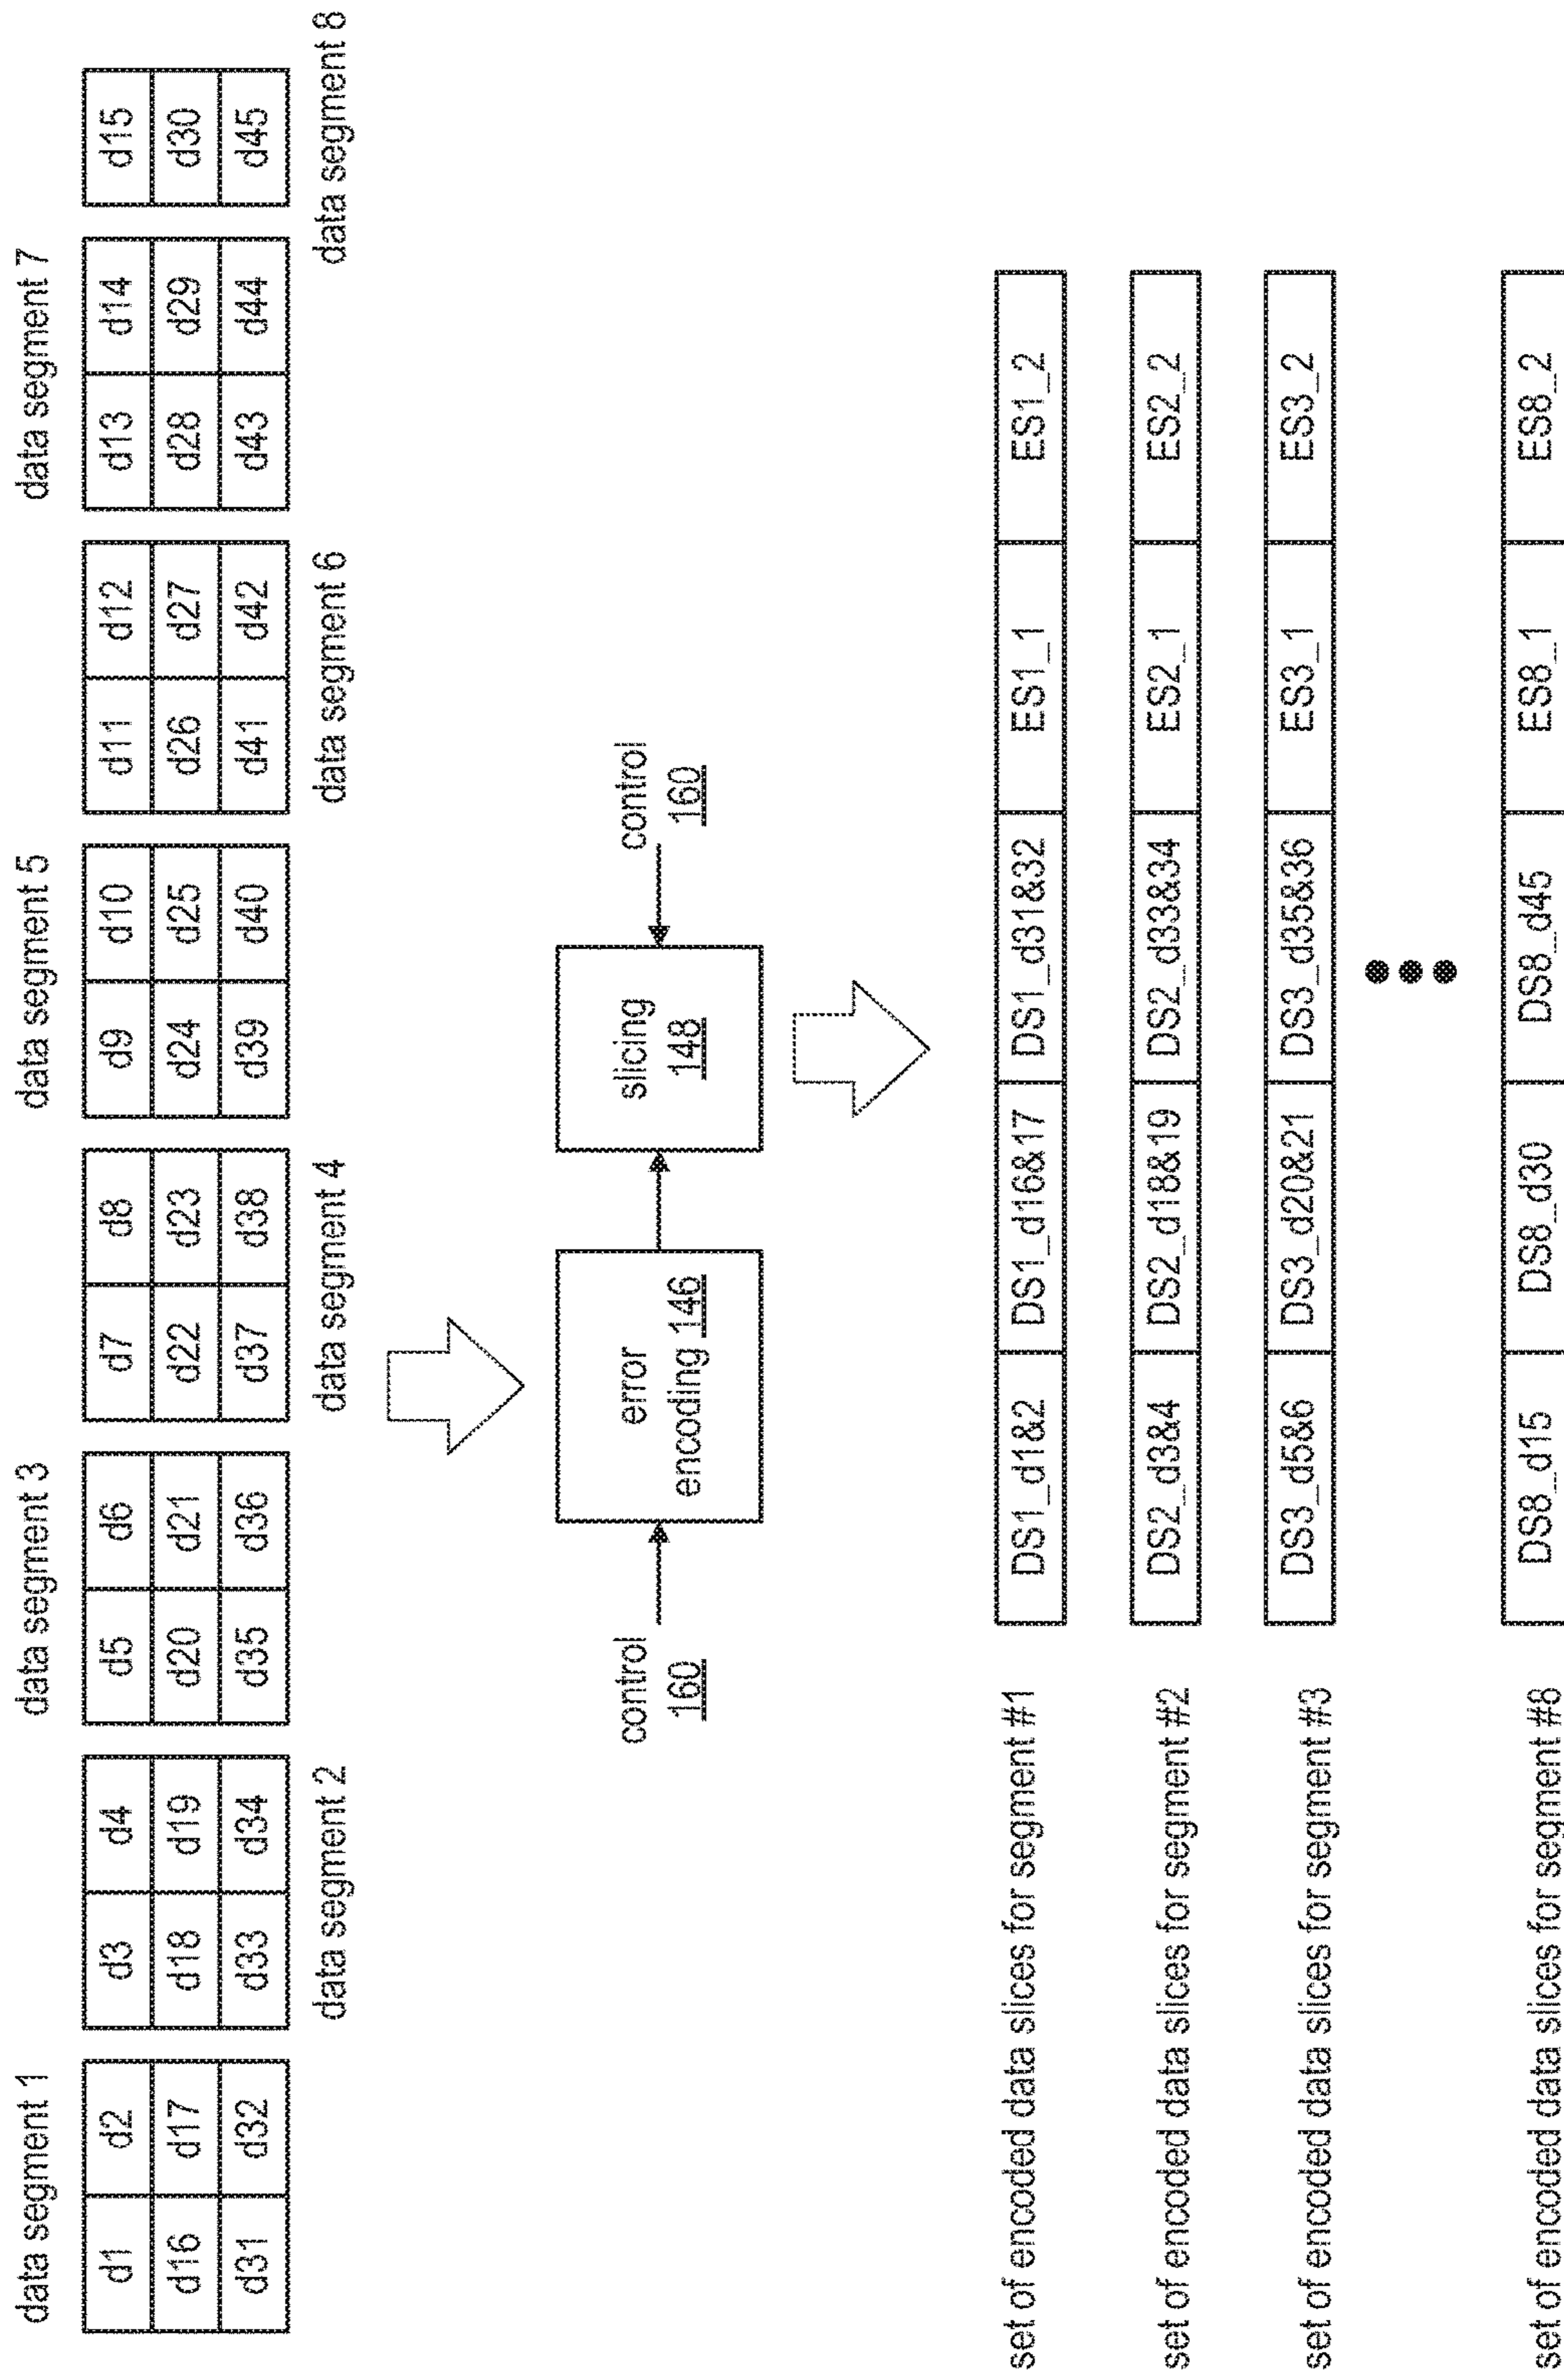 data segment 1
data segment 3
data segment 5
data segment 7
d1 d2 d3 d4 d5 d6 d7 d8 d9 d10 d11 d12 d13 d14 d15
d16 d17 d18 d19 d20 d21 d22 d23 d24 d25 d26 d27 d28 d29 d30
d31 d32 d33 d34 d35 d36 d37 d38 d39 d40 d41 d42 d43 d44 d45
data segment 2
data segment 4
data segment 6
data segment 8
control
160
error
encoding 146
slicing
148
control
160
set of encoded data slices for segment #1
DS1_d1&2 DS1_d16&17 DS1_d31&32 ES1_1 ES1_2
set of encoded data slices for segment #2
DS2_d3&4 DS2_d18&19 DS2_d33&34 ES2_1 ES2_2
set of encoded data slices for segment #3
DS3_d5&6 DS3_d20&21 DS3_d35&36 ES3_1 ES3_2
set of encoded data slices for segment #8
DS8_d15 DS8_d30 DS8_d45 ES8_1 ES8_2